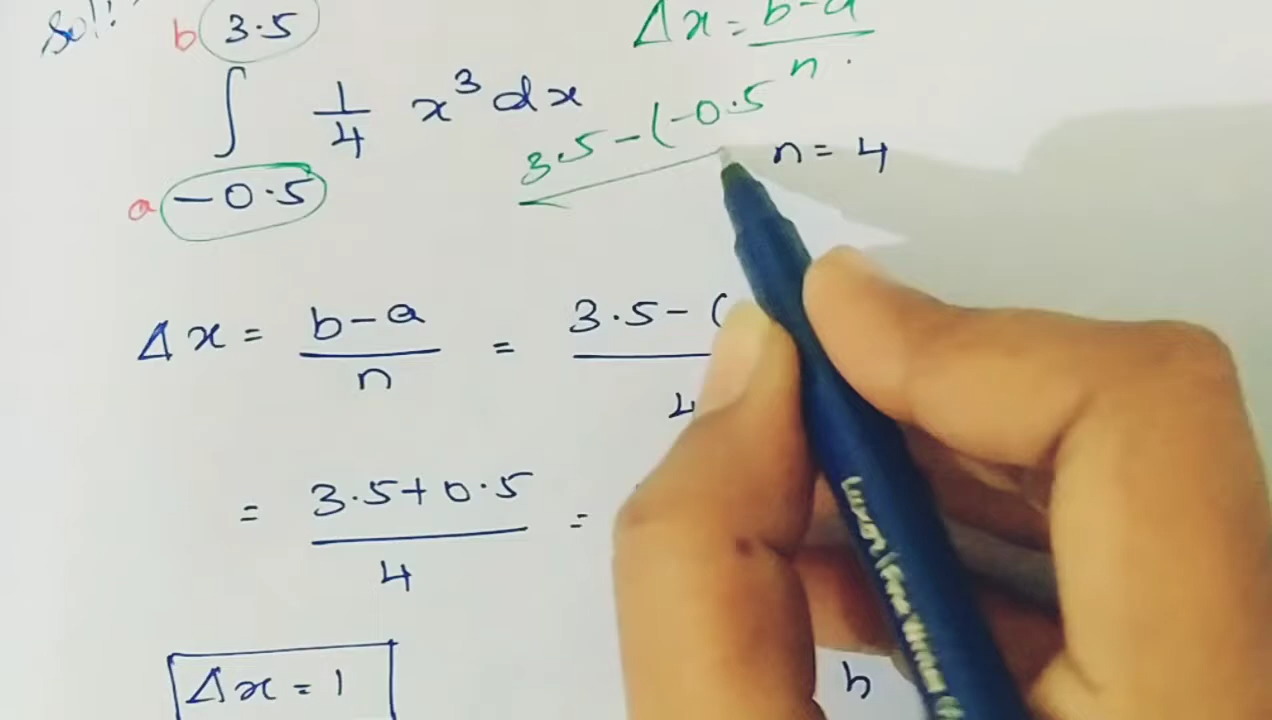 Sol!:
b 3.5 Δx = b-a / n.
∫ 1/4 x³ dx
3.5-(-0.5 n = 4
a -0.5
Δx = b-a / n = 3.5-( / 4
= 3.5+0.5 / 4 =
Δx = 1
h